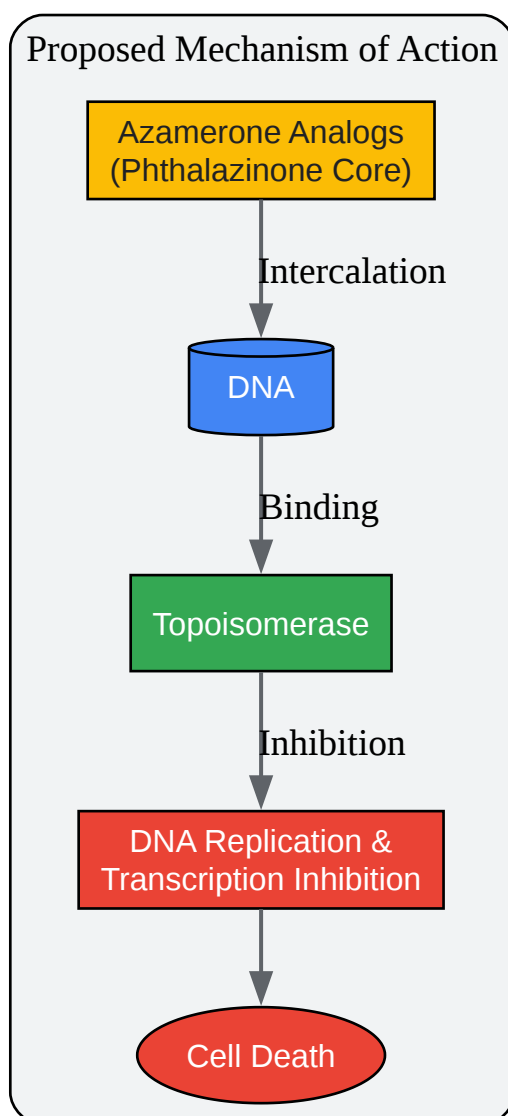 Proposed Mechanism of Action
Azamerone Analogs
(Phthalazinone Core)
Intercalation
DNA
Binding
Topoisomerase
Inhibition
DNA Replication &
Transcription Inhibition
Cell Death